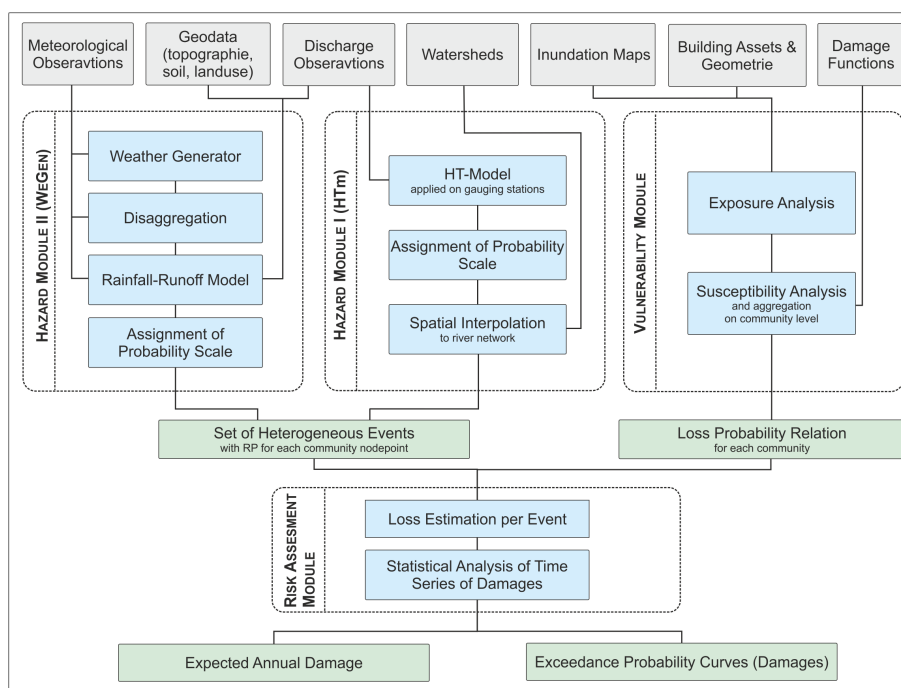 Meteorological
Obseravtions
Geodata
(topographie,
soil, landuse)
Discharge
Obseravtions
Watersheds
Inundation Maps
Building Assets &
Geometrie
Damage
Functions
HAZARD MODULE II (WEGEN)
Weather Generator
Disaggregation
Rainfall-Runoff Model
Assignment of
Probability Scale
HAZARD MODULE I (HTM)
HT-Model
applied on gauging stations
Assignment of Probability
Scale
Spatial Interpolation
to river network
VULNERABILITY MODULE
Exposure Analysis
Susceptibility Analysis
and aggregation
on community level
Set of Heterogeneous Events
with RP for each community nodepoint
Loss Probability Relation
for each community
RISK ASSESMENT
MODULE
Loss Estimation per Event
Statistical Analysis of Time
Series of Damages
Expected Annual Damage
Exceedance Probability Curves (Damages)